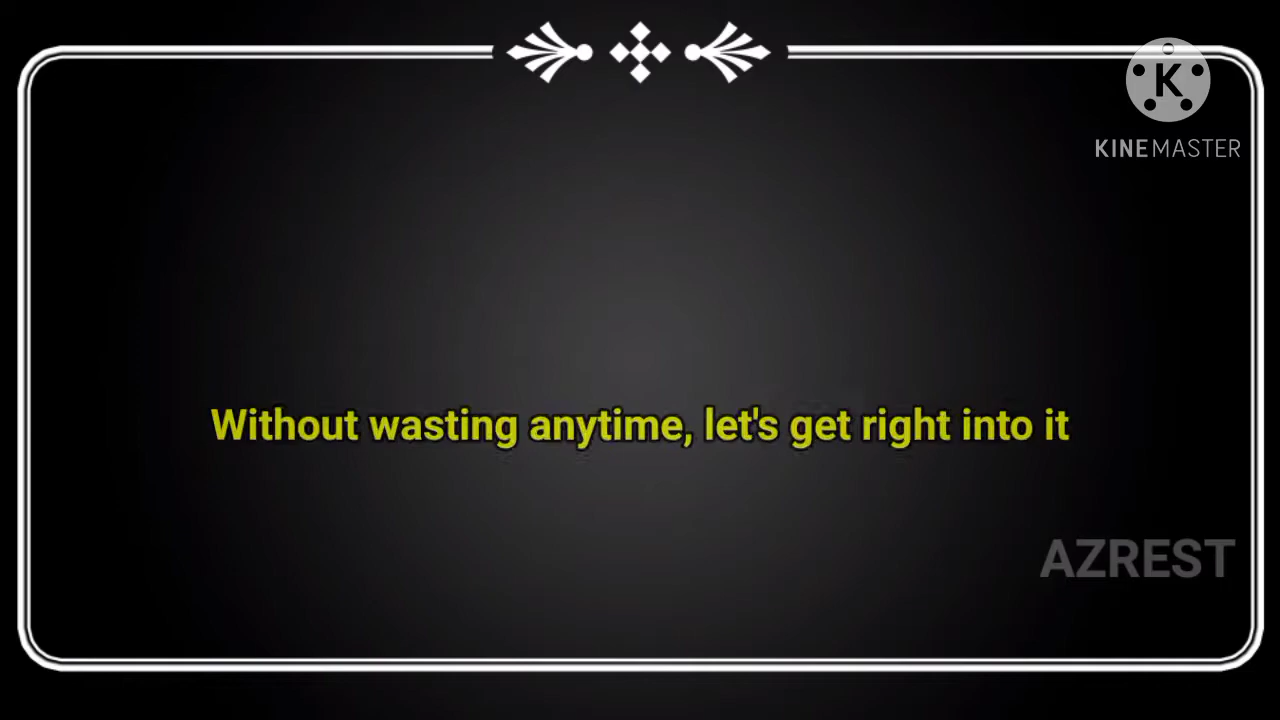 K
KINEMASTER
Without wasting anytime, let's get right into it
AZREST